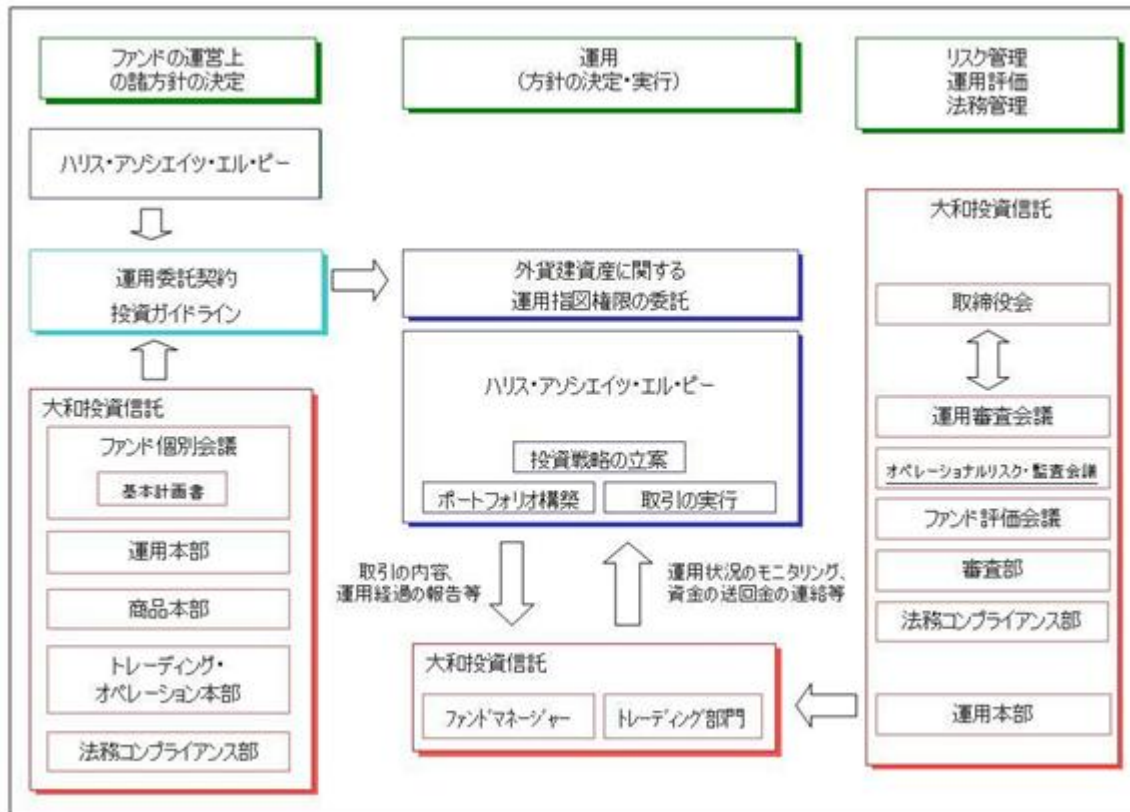 ファンドの運営上
の諸方針の決定
運用
(方針の決定・実行)
リスク管理
運用評価
法務管理
ハリス・アソシエイツ・エル・ピー
運用委託契約
投資ガイドライン
外貨建資産に関する
運用指図権限の委託
ハリス・アソシエイツ・エル・ピー
投資戦略の立案
ポートフォリオ構築
取引の実行
大和投資信託
ファンド個別会議
基本計画書
運用本部
商品本部
トレーディング・
オペレーション本部
法務コンプライアンス部
取引の内容、
運用経過の報告等
運用状況のモニタリング、
資金の送回金の連絡等
大和投資信託
ファンドマネージャー
トレーディング部門
大和投資信託
取締役会
運用審査会議
オペレーショナルリスク・監査会議
ファンド評価会議
審査部
法務コンプライアンス部
運用本部